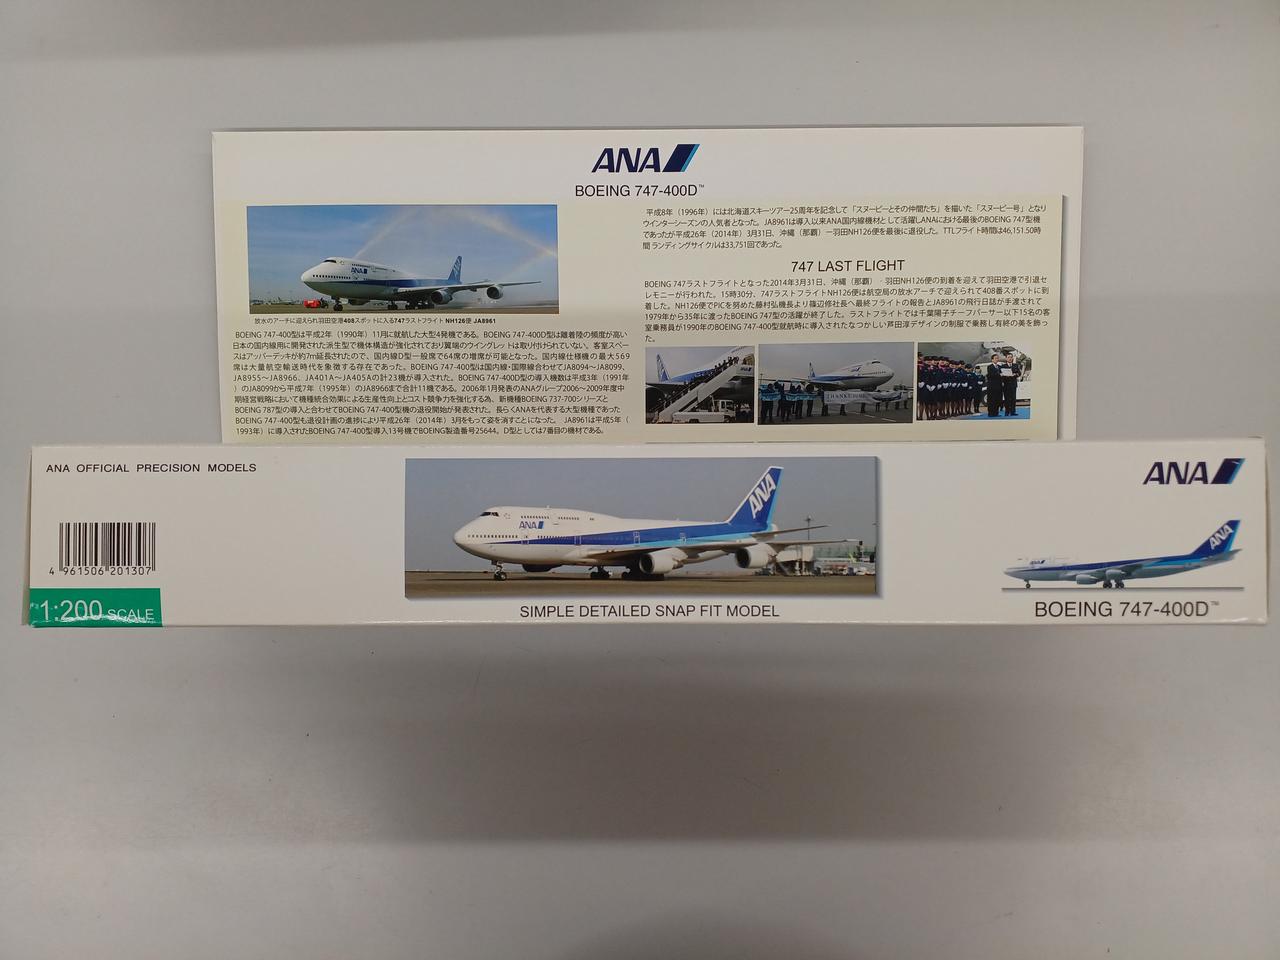 ANA
BOEING 747-400D™
放水のアーチに迎えられ羽田空港408スポットに入る747ラストフライト NH126便 JA8961
BOEING 747-400型は平成2年（1990年）11月に就航した大型4発機である。BOEING 747-400D型は離着陸の頻度が高い
日本の国内線用に開発された派生型で機体構造が強化されており翼端のウイングレットは取り付けられていない。客室スペー
スはアッパーデッキが約7m延長されたので、国内線D型一般席で64席の増席が可能となった。国内線仕様機の最大569
席は大量航空輸送時代を象徴する存在であった。BOEING 747-400型は国内線・国際線合わせてJA8094〜JA8099、
JA8955〜JA8966、JA401A〜JA405Aの計23機が導入された。BOEING 747-400D型の導入機数は平成3年（1991年
）のJA8099から平成7年（1995年）のJA8966まで合計11機である。2006年1月発表のANAグループ2006〜2009年度中
期経営戦略において機種統合効果による生産性向上とコスト競争力を強化する為、新機種BOEING 737-700シリーズと
BOEING 787型の導入と合わせてBOEING 747-400型機の退役開始が発表された。長らくANAを代表する大型機種であった
BOEING 747-400型も退役計画の進捗により平成26年（2014年）3月をもって姿を消すことになった。 JA8961は平成5年（
1993年）に導入されたBOEING 747-400型導入13号機でBOEING製造番号25644。D型としては7番目の機材である。
平成8年（1996年）には北海道スキーツアー25周年を記念して「スヌーピーとその仲間たち」を描いた「スヌーピー号」となり
ウインターシーズンの人気者となった。JA8961は導入以来ANA国内線機材として活躍しANAにおける最後のBOEING 747型機
であったが平成26年（2014年）3月31日、沖縄（那覇）－羽田NH126便を最後に退役した。TTLフライト時間は46,151.50時
間 ランディングサイクルは33,751回であった。
747 LAST FLIGHT
BOEING 747ラストフライトとなった2014年3月31日、沖縄（那覇）‐羽田NH126便の到着を迎えて羽田空港で引退セ
レモニーが行われた。15時30分、747ラストフライトNH126便は航空局の放水アーチで迎えられて408番スポットに到
着した。NH126便でPICを努めた藤村弘機長より篠辺修社長へ最終フライトの報告とJA8961の飛行日誌が手渡されて
1979年から35年に渡ったBOEING 747型の活躍が終了した。ラストフライトでは千葉陽子チーフパーサー以下15名の客
室乗務員が1990年のBOEING 747-400型就航時に導入されたなつかしい芦田淳デザインの制服で乗務し有終の美を飾っ
た。
ANA OFFICIAL PRECISION MODELS
4 961506 201307
1:200 SCALE
ANA
ANA
SIMPLE DETAILED SNAP FIT MODEL
ANA
ANA
BOEING 747-400D™